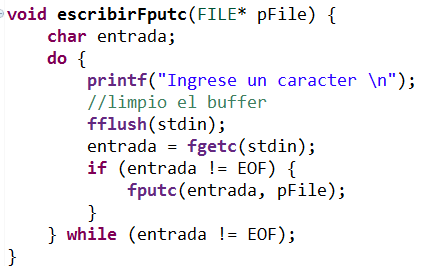 void escribirFputc(FILE* pFile) {
    char entrada;
    do {
        printf("Ingrese un caracter \n");
        //limpio el buffer
        fflush(stdin);
        entrada = fgetc(stdin);
        if (entrada != EOF) {
            fputc(entrada, pFile);
        }
    } while (entrada != EOF);
}